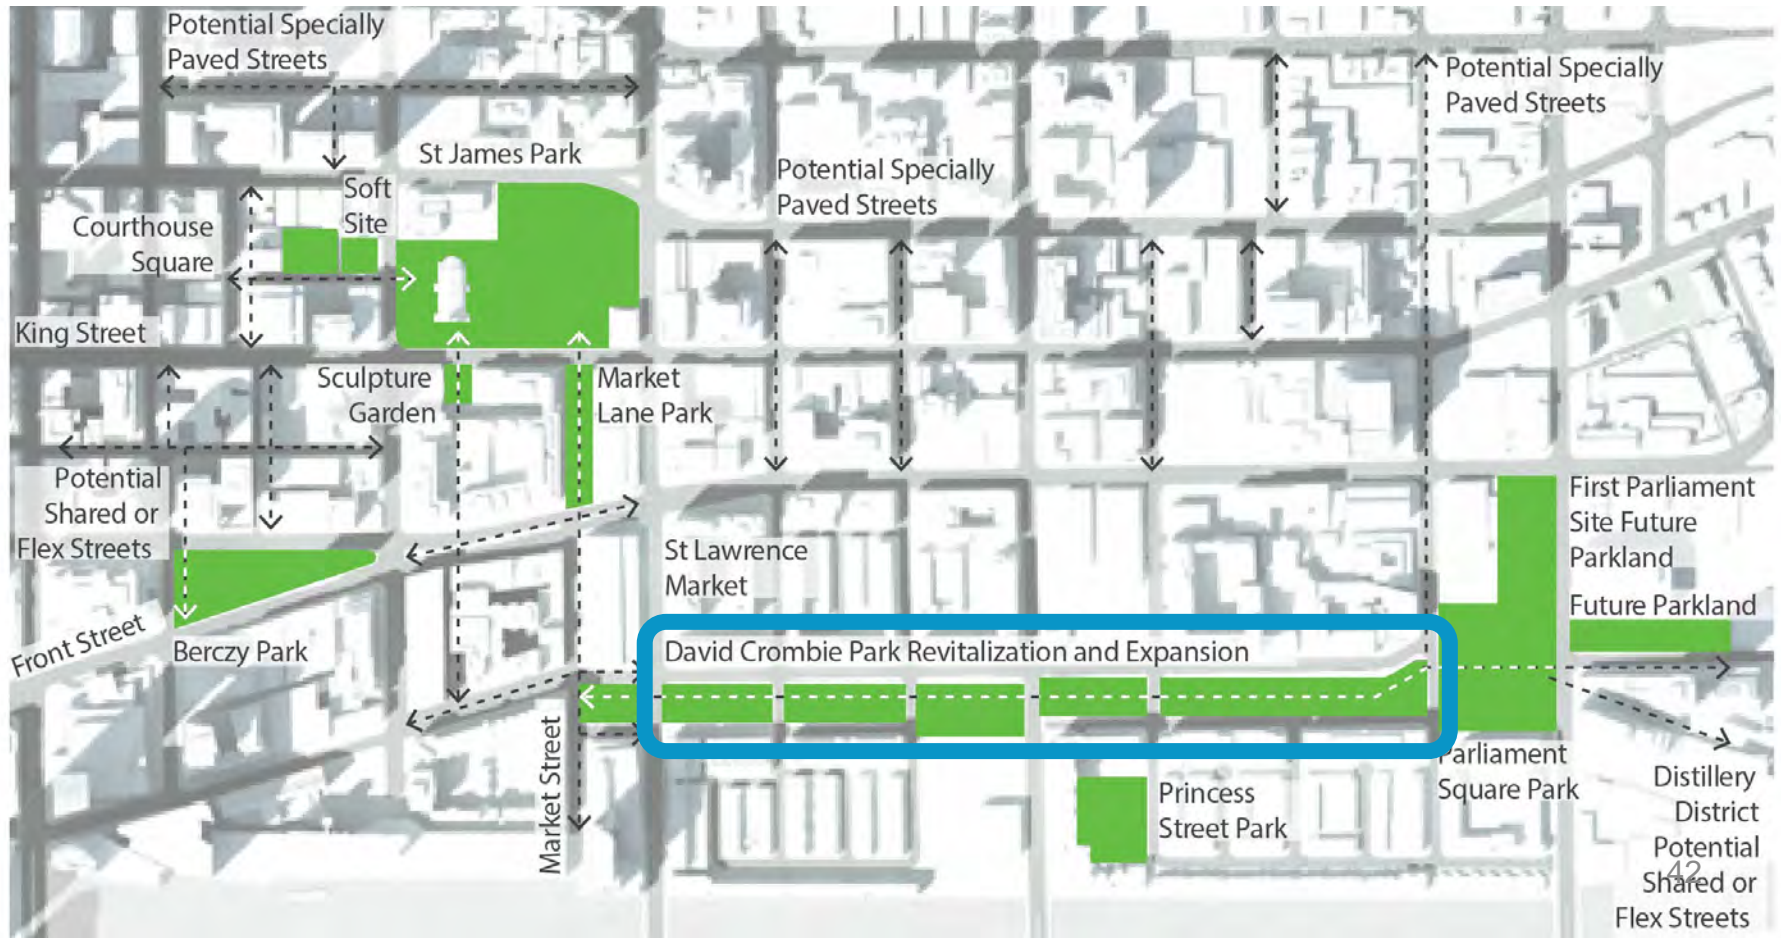 Potential Specially
Paved Streets
Potential Specially
Paved Streets
St James Park
Potential Specially
Paved Streets
Soft
Site
Courthouse
Square
King Street
Sculpture
Garden
Market
Lane Park
Potential
Shared or
Flex Streets
First Parliament
Site Future
Parkland
St Lawrence
Market
Future Parkland
Front Street
Berczy Park
David Crombie Park Revitalization and Expansion
Market Street
Parliament
Square Park
Princess
Street Park
Distillery
District
Potential
Shared or
Flex Streets
42